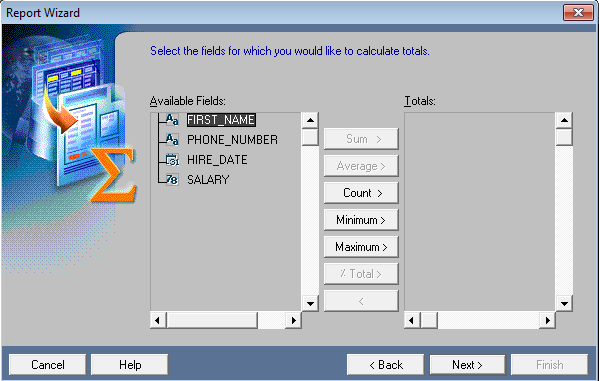 Report Wizard
Select the fields for which you would like to calculate totals.
Available Fields:
Totals:
FIRST_NAME
PHONE_NUMBER
HIRE_DATE
SALARY
Sum >
Average >
Count >
Minimum >
Maximum >
% Total >
<
Cancel
Help
< Back
Next >
Finish